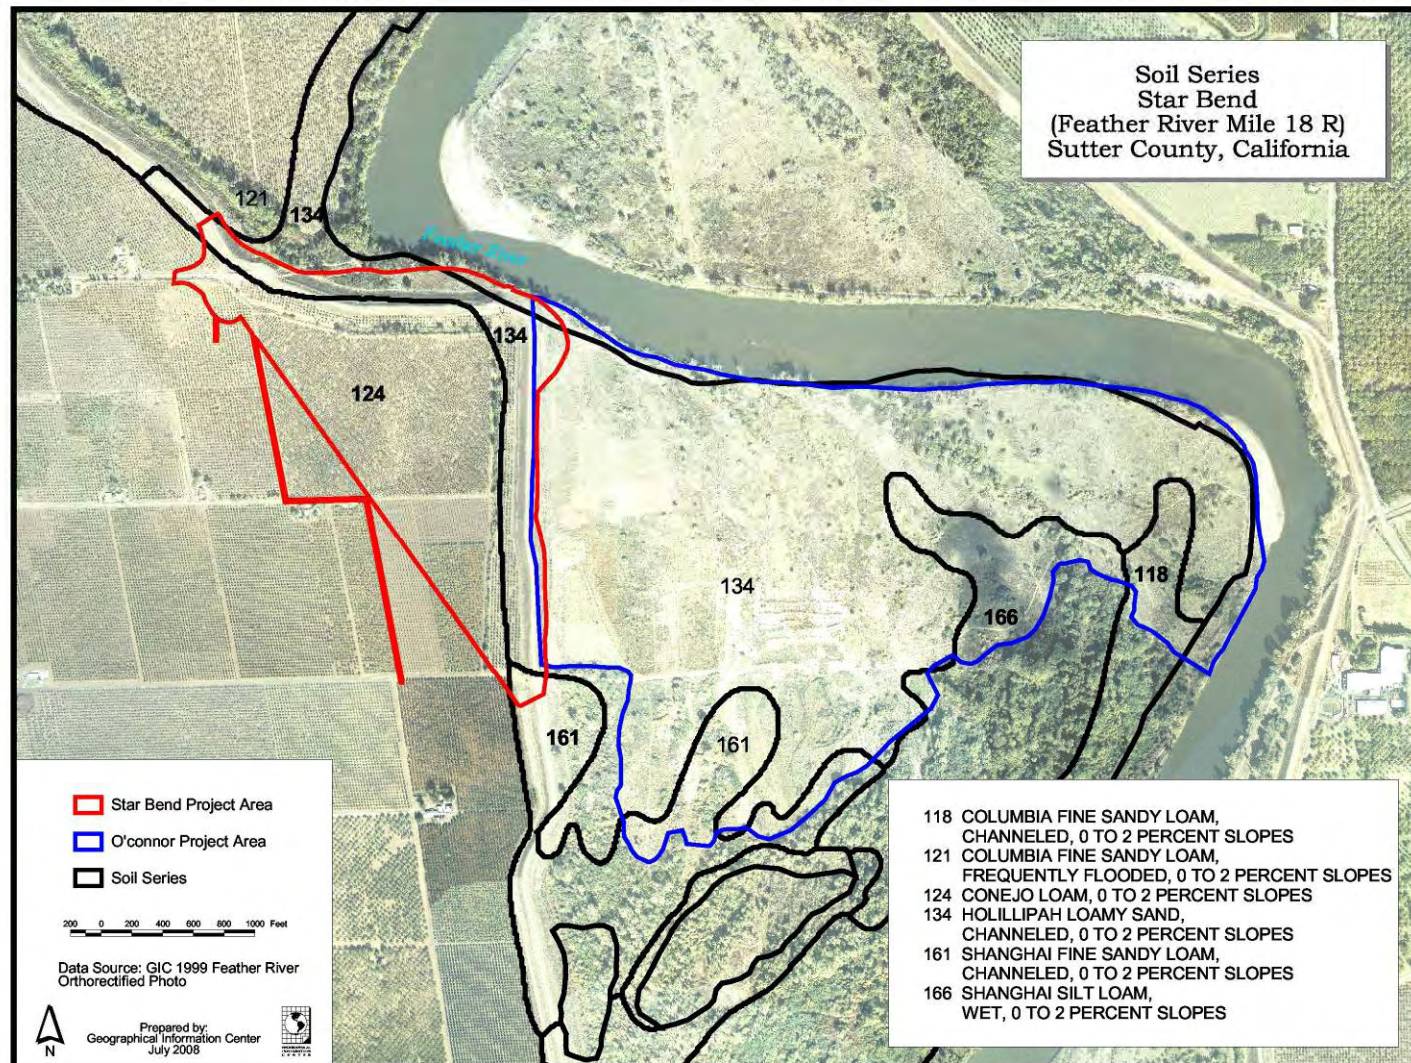 Soil Series
Star Bend
(Feather River Mile 18 R)
Sutter County, California
121
134
Feather River
134
124
134
118
166
161
161
Star Bend Project Area
O'connor Project Area
Soil Series
200 0 200 400 600 800 1000 Feet
Data Source: GIC 1999 Feather River
Orthorectified Photo
Prepared by:
Geographical Information Center
July 2008
N
118 COLUMBIA FINE SANDY LOAM,
CHANNELED, 0 TO 2 PERCENT SLOPES
121 COLUMBIA FINE SANDY LOAM,
FREQUENTLY FLOODED, 0 TO 2 PERCENT SLOPES
124 CONEJO LOAM, 0 TO 2 PERCENT SLOPES
134 HOLILLIPAH LOAMY SAND,
CHANNELED, 0 TO 2 PERCENT SLOPES
161 SHANGHAI FINE SANDY LOAM,
CHANNELED, 0 TO 2 PERCENT SLOPES
166 SHANGHAI SILT LOAM,
WET, 0 TO 2 PERCENT SLOPES